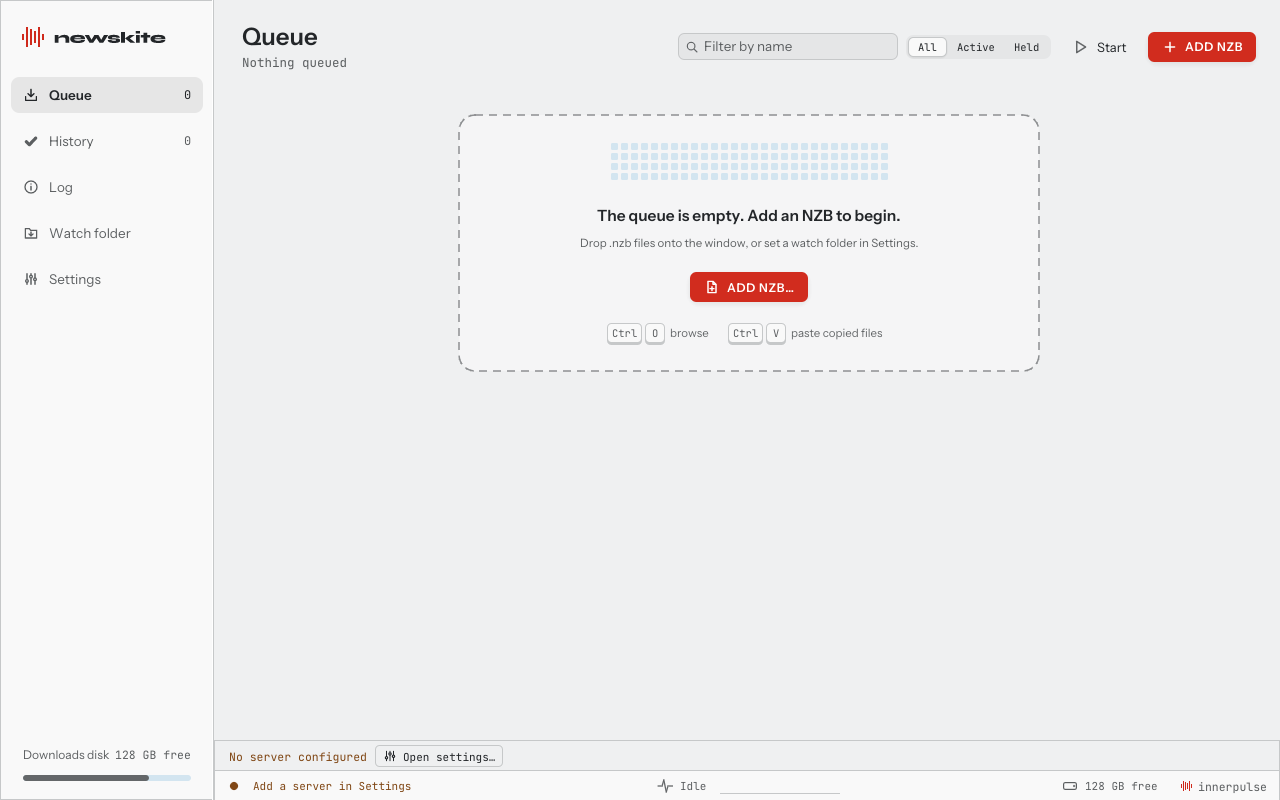 newskite
Queue 0
History 0
Log
Watch folder
Settings
Downloads disk 128 GB free
Queue
Nothing queued
Filter by name
All Active Held
Start
ADD NZB
The queue is empty. Add an NZB to begin.
Drop .nzb files onto the window, or set a watch folder in Settings.
ADD NZB…
Ctrl O browse Ctrl V paste copied files
No server configured Open settings…
Add a server in Settings Idle 128 GB free innerpulse